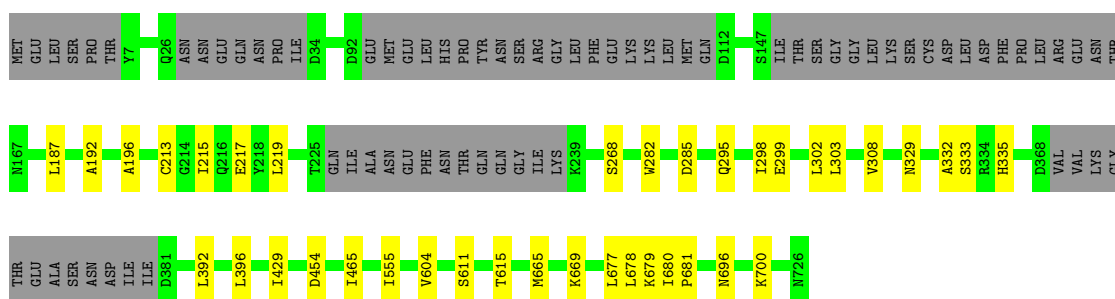 MET GLU LEU SER PRO THR Y7 Q26 ASN ASN GLU GLN ASN PRO ILE D34 D92 GLU MET GLU LEU HIS PRO TYR ASN SER ARG GLY LEU PHE GLU LYS LYS LEU MET GLN D112 S147 ILE THR SER GLY GLY LEU LYS SER CYS ASP LEU ASP PHE PRO LEU ARG GLU ASN THR
N167 L187 A192 A196 C213 G214 I215 Q216 E217 Y218 L219 T225 GLN ILE ALA ASN GLU PHE ASN THR GLN GLN GLY ILE LYS K239 S268 W282 D285 Q295 I298 E299 L302 L303 V308 N329 A332 S333 R334 H335 D368 VAL VAL LYS GLY
THR GLU ALA SER ASN ASP ILE ILE D381 L392 L396 I429 D454 I465 I555 V604 S611 T615 M665 K669 L677 L678 K679 I680 P681 N696 K700 N726